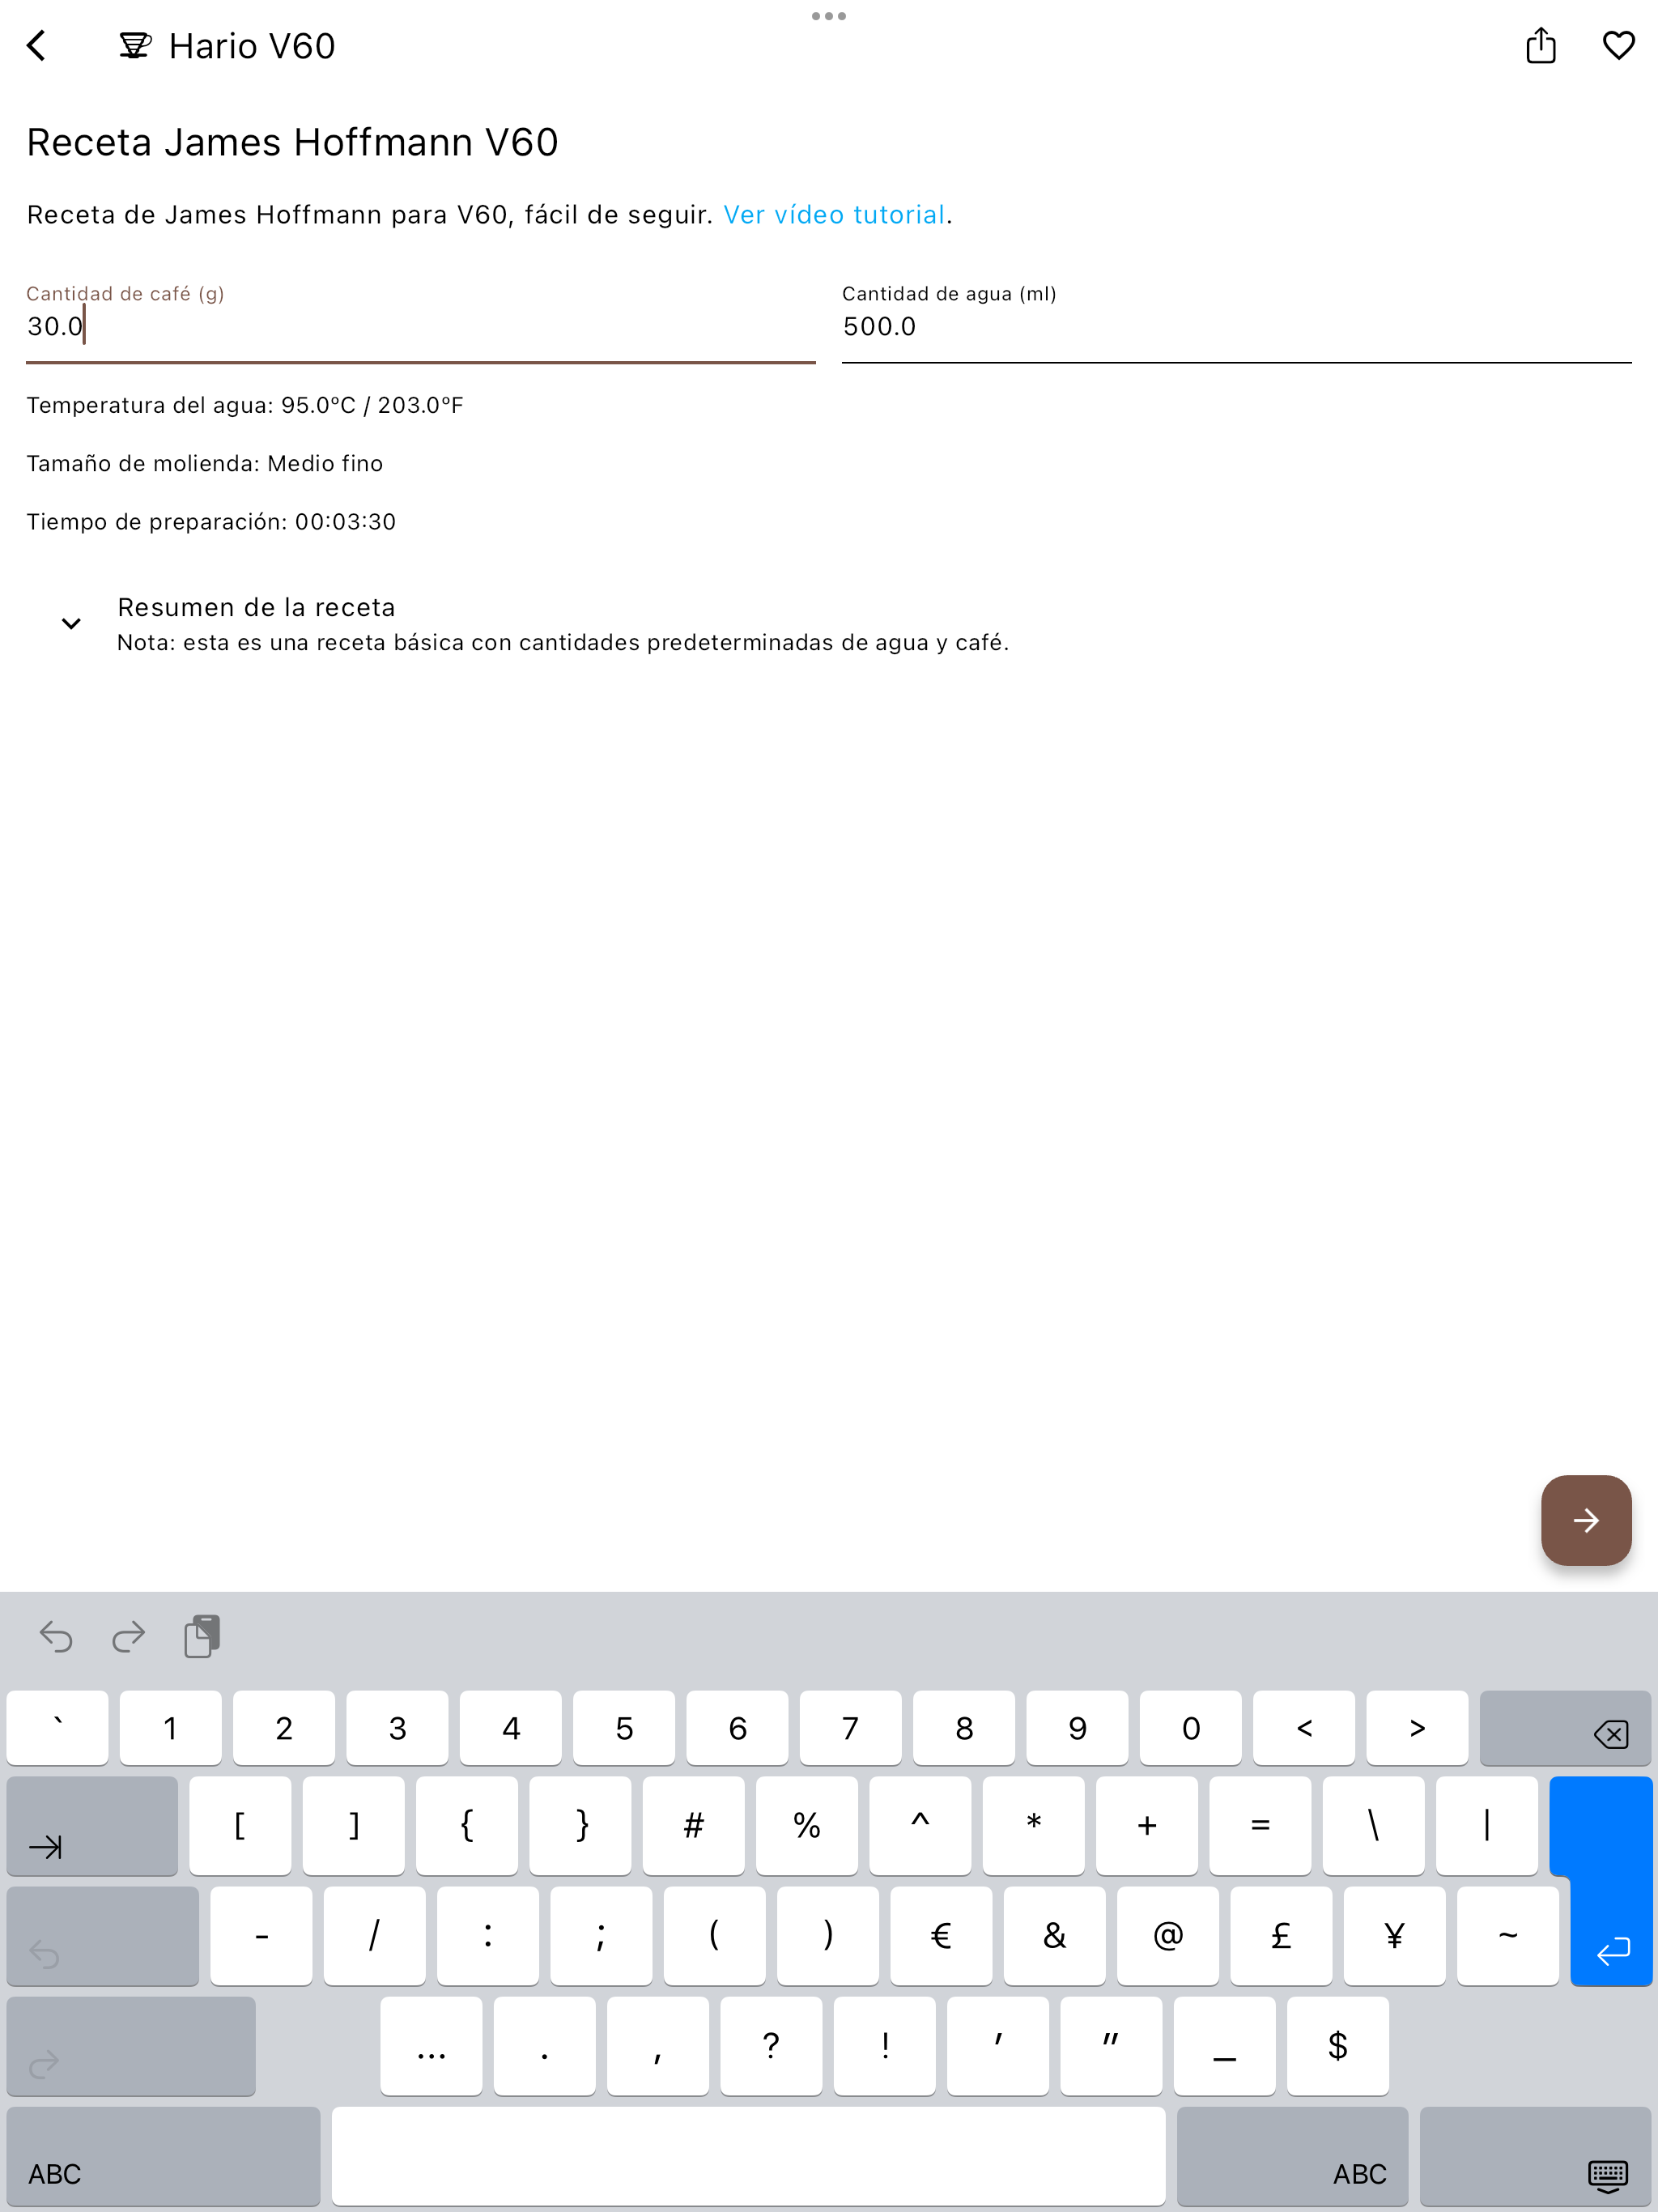 Hario V60
Receta James Hoffmann V60
Receta de James Hoffmann para V60, fácil de seguir. Ver vídeo tutorial.
Cantidad de café (g)
30.0
Cantidad de agua (ml)
500.0
Temperatura del agua: 95.0ºC / 203.0ºF
Tamaño de molienda: Medio fino
Tiempo de preparación: 00:03:30
Resumen de la receta
Nota: esta es una receta básica con cantidades predeterminadas de agua y café.
` 1 2 3 4 5 6 7 8 9 0 < >
[ ] { } # % ^ * + = \ |
- / : ; ( ) € & @ £ ¥ ~
... . , ? ! ' " _ $
ABC ABC